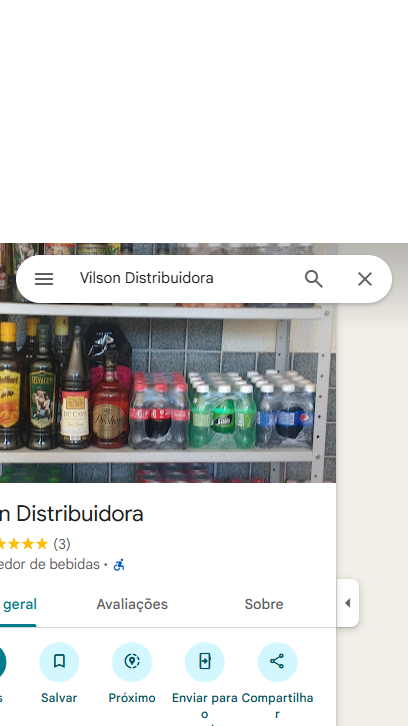 Vilson Distribuidora
n Distribuidora
(3)
edor de bebidas •
geral Avaliações Sobre
s Salvar Próximo Enviar para o Compartilhar